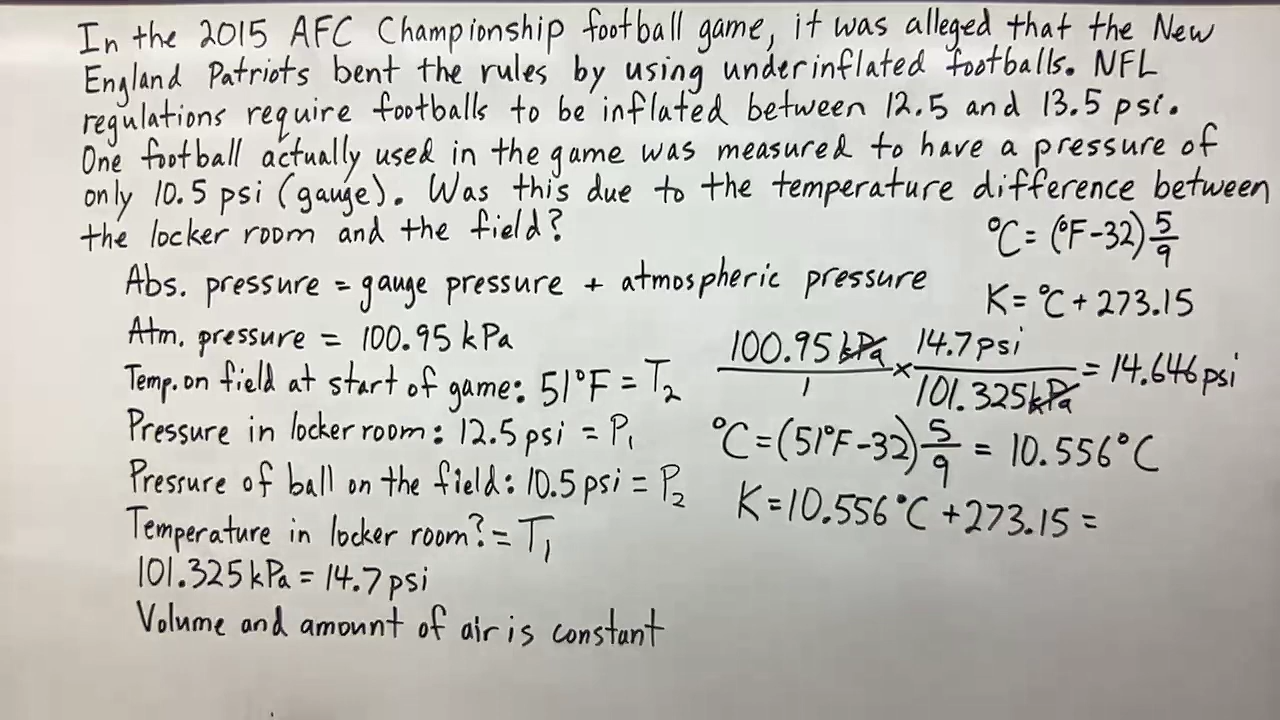 In the 2015 AFC Championship football game, it was alleged that the New
England Patriots bent the rules by using underinflated footballs. NFL
regulations require footballs to be inflated between 12.5 and 13.5 psi.
One football actually used in the game was measured to have a pressure of
only 10.5 psi (gauge). Was this due to the temperature difference between
the locker room and the field?
°C = (°F-32) 5/9
Abs. pressure = gauge pressure + atmospheric pressure
K = °C + 273.15
Atm. pressure = 100.95 kPa
100.95 kPa/1 × 14.7 psi/101.325 kPa = 14.646 psi
Temp. on field at start of game: 51°F = T₂
Pressure in locker room: 12.5 psi = P₁
°C = (51°F-32) 5/9 = 10.556°C
Pressure of ball on the field: 10.5 psi = P₂
K = 10.556°C + 273.15 =
Temperature in locker room? = T₁
101.325 kPa = 14.7 psi
Volume and amount of air is constant